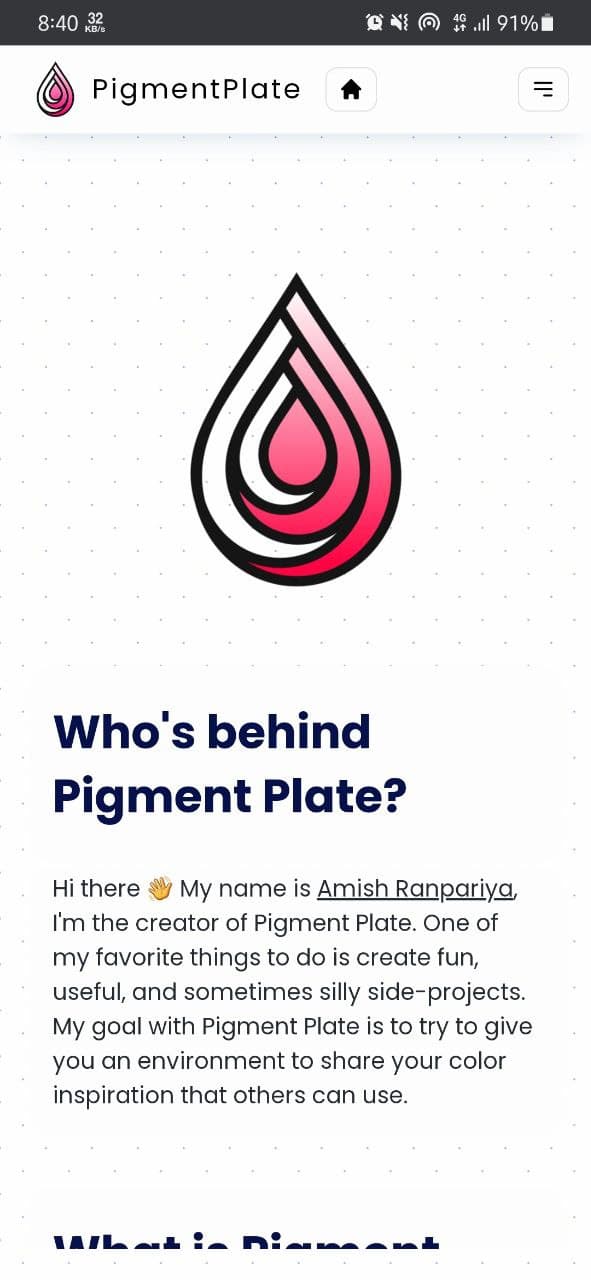 8:40 32 KB/s 4G 91%
PigmentPlate
Who's behind
Pigment Plate?
Hi there 👋 My name is Amish Ranpariya,
I'm the creator of Pigment Plate. One of
my favorite things to do is create fun,
useful, and sometimes silly side-projects.
My goal with Pigment Plate is to try to give
you an environment to share your color
inspiration that others can use.
What is Pigment